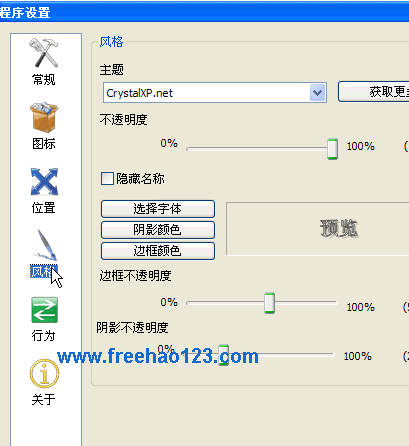 程序设置
常规
图标
位置
风格
行为
关于
风格
主题
CrystalXP.net
获取更
不透明度
0%
100%
隐藏名称
选择字体
阴影颜色
边框颜色
预览
边框不透明度
0%
100%
阴影不透明度
0%
100%
www.freehao123.com